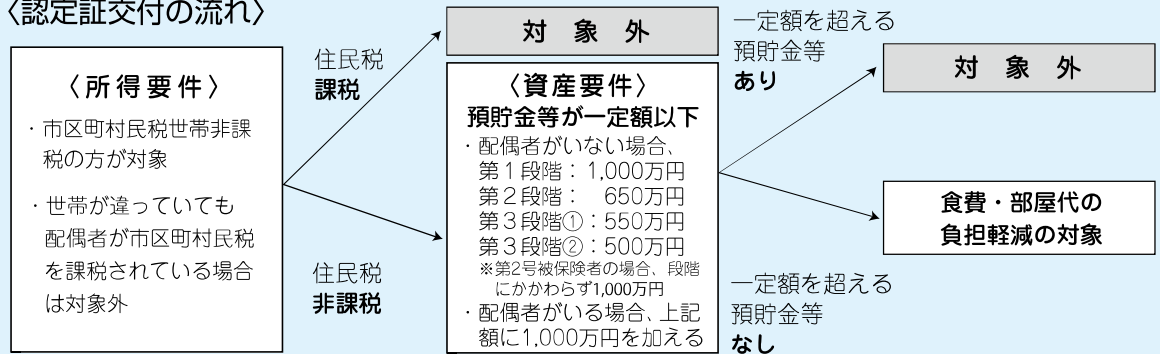 〈認定証交付の流れ〉
〈所得要件〉
・市区町村民税世帯非課
税の方が対象
・世帯が違っていても
配偶者が市区町村民税
を課税されている場合
は対象外
住民税
課税
住民税
非課税
対 象 外
〈資産要件〉
預貯金等が一定額以下
・配偶者がいない場合、
第1段階：1,000万円
第2段階： 650万円
第3段階①：550万円
第3段階②：500万円
※第2号被保険者の場合、段階
にかかわらず1,000万円
・配偶者がいる場合、上記
額に1,000万円を加える
一定額を超える
預貯金等
あり
一定額を超える
預貯金等
なし
対 象 外
食費・部屋代の
負担軽減の対象